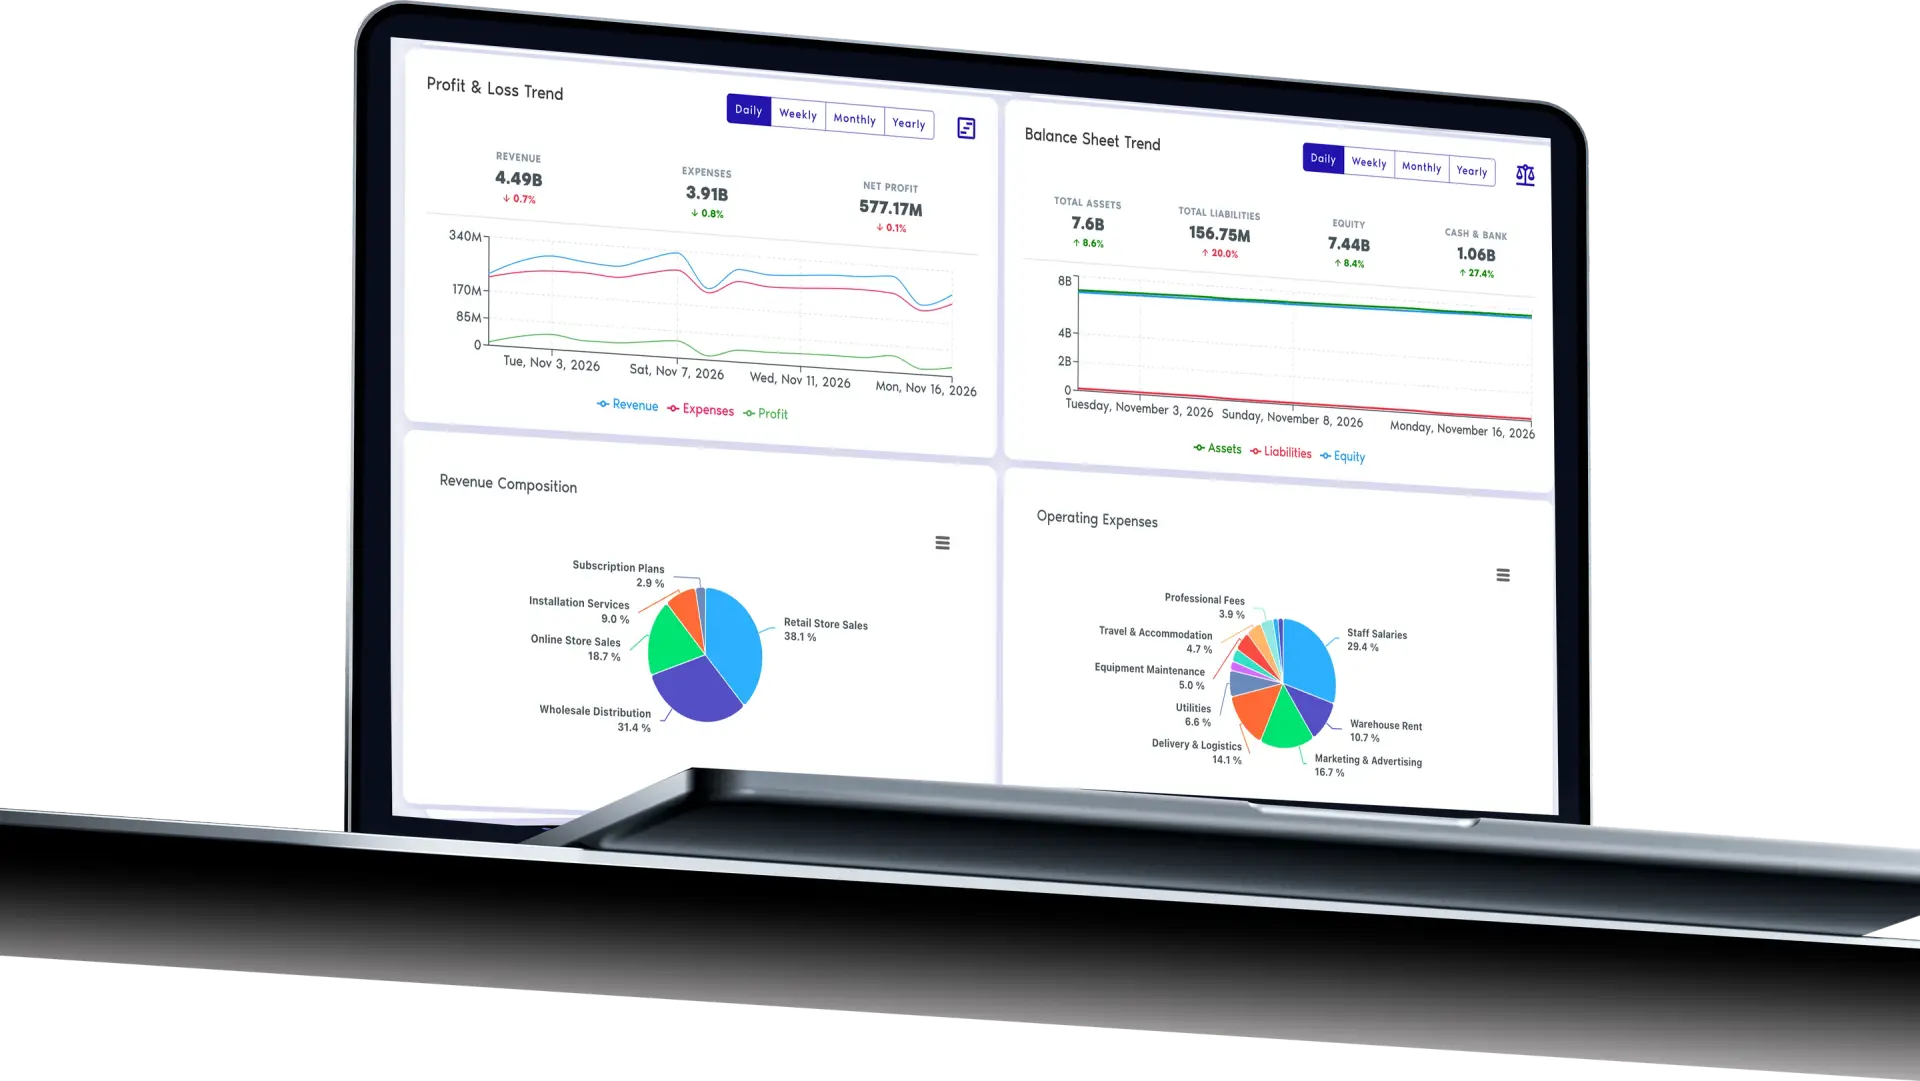 Profit & Loss Trend
Daily
Weekly
Monthly
Yearly
REVENUE
4.49B
↓ 0.7%
EXPENSES
3.91B
↓ 0.8%
NET PROFIT
577.17M
↓ 0.1%
340M
170M
85M
0
Tue, Nov 3, 2026
Sat, Nov 7, 2026
Wed, Nov 11, 2026
Mon, Nov 16, 2026
Revenue
Expenses
Profit
Balance Sheet Trend
Daily
Weekly
Monthly
Yearly
TOTAL ASSETS
7.6B
↑ 8.6%
TOTAL LIABILITIES
156.75M
↑ 20.0%
EQUITY
7.44B
↑ 8.4%
CASH & BANK
1.06B
↑ 27.4%
8B
4B
2B
0
Tuesday, November 3, 2026
Sunday, November 8, 2026
Monday, November 16, 2026
Assets
Liabilities
Equity
Revenue Composition
Subscription Plans
2.9 %
Installation Services
9.0 %
Online Store Sales
18.7 %
Wholesale Distribution
31.4 %
Retail Store Sales
38.1 %
Operating Expenses
Professional Fees
3.9 %
Travel & Accommodation
4.7 %
Equipment Maintenance
5.0 %
Utilities
6.6 %
Delivery & Logistics
14.1 %
Staff Salaries
29.4 %
Warehouse Rent
10.7 %
Marketing & Advertising
16.7 %